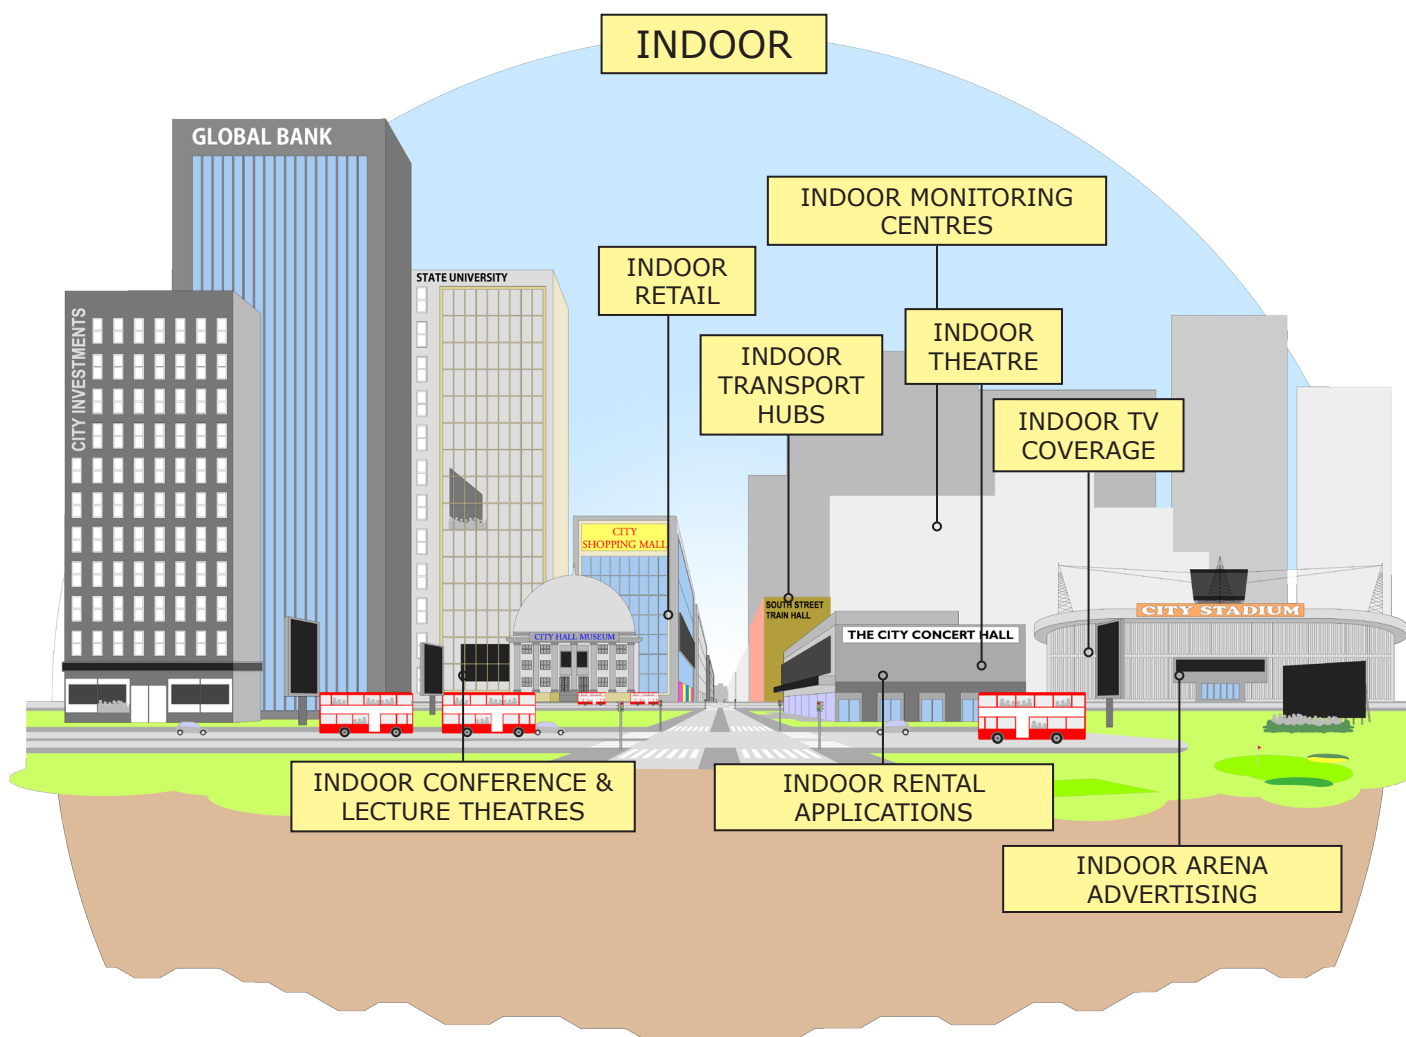 INDOOR
GLOBAL BANK
INDOOR MONITORING
CENTRES
INDOOR
RETAIL
STATE UNIVERSITY
CITY INVESTMENTS
INDOOR
THEATRE
INDOOR
TRANSPORT
HUBS
INDOOR TV
COVERAGE
CITY
SHOPPING MALL
SOUTH STREET
TRAIN HALL
CITY STADIUM
CITY HALL MUSEUM
THE CITY CONCERT HALL
INDOOR CONFERENCE &
LECTURE THEATRES
INDOOR RENTAL
APPLICATIONS
INDOOR ARENA
ADVERTISING